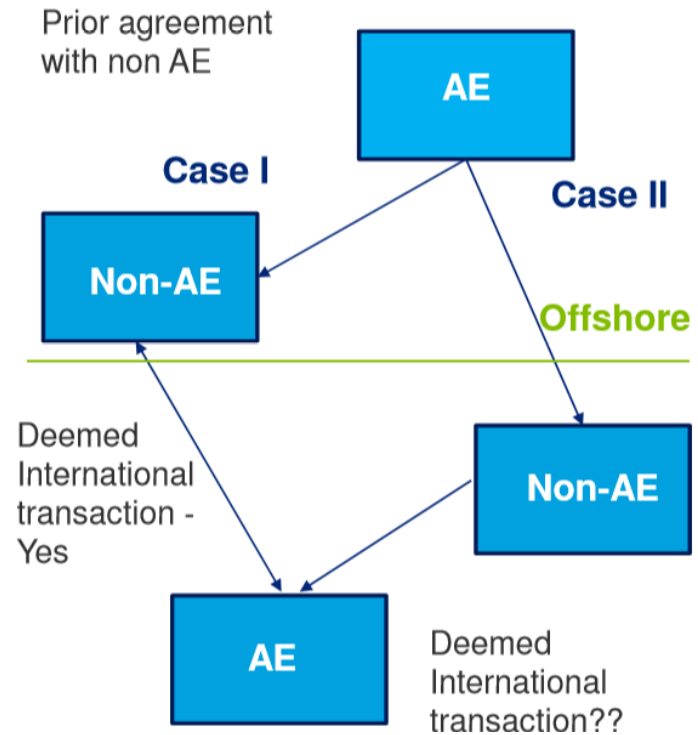 Prior agreement
with non AE
AE
Case I
Case II
Non-AE
Offshore
Deemed
International
transaction -
Yes
Non-AE
AE
Deemed
International
transaction??